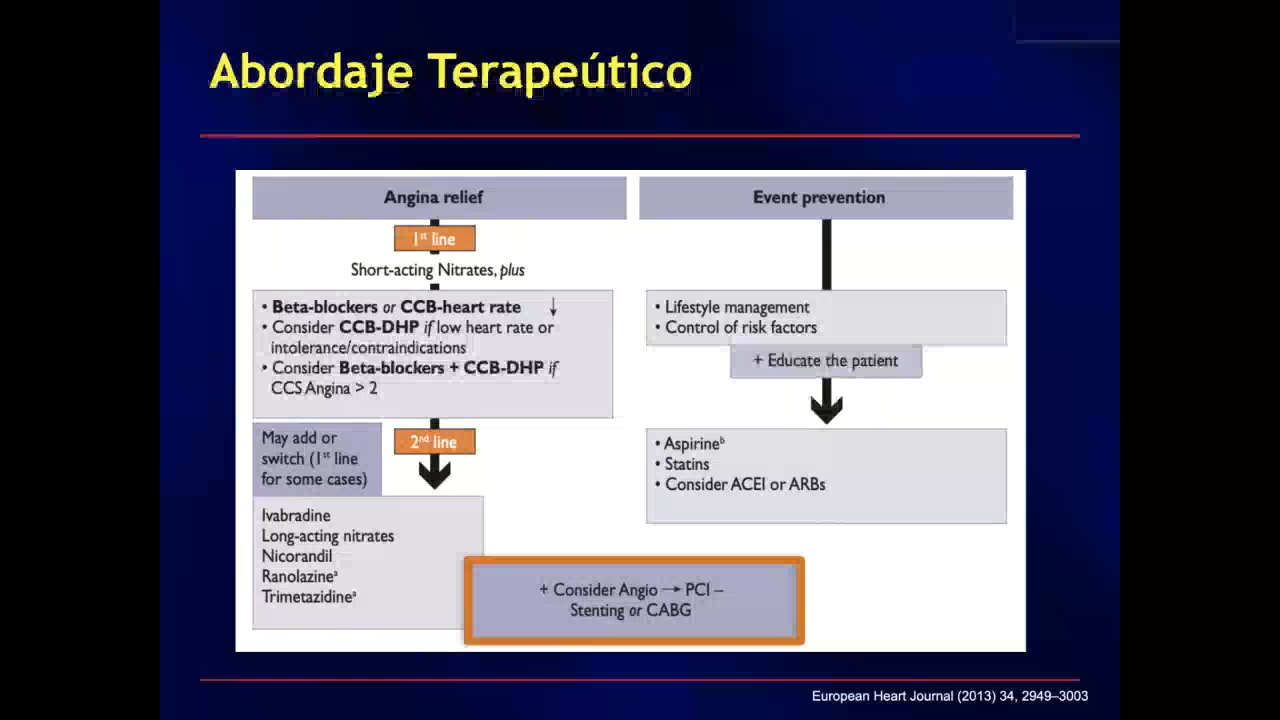 Abordaje Terapeútico
Angina relief
1st line
Short-acting Nitrates, plus
• Beta-blockers or CCB-heart rate ↓
• Consider CCB-DHP if low heart rate or
intolerance/contraindications
• Consider Beta-blockers + CCB-DHP if
CCS Angina > 2
May add or
switch (1st line
for some cases)
2nd line
Ivabradine
Long-acting nitrates
Nicorandil
Ranolazineª
Trimetazidineª
Event prevention
• Lifestyle management
• Control of risk factors
+ Educate the patient
• Aspirineᵇ
• Statins
• Consider ACEI or ARBs
+ Consider Angio → PCI –
Stenting or CABG
European Heart Journal (2013) 34, 2949–3003